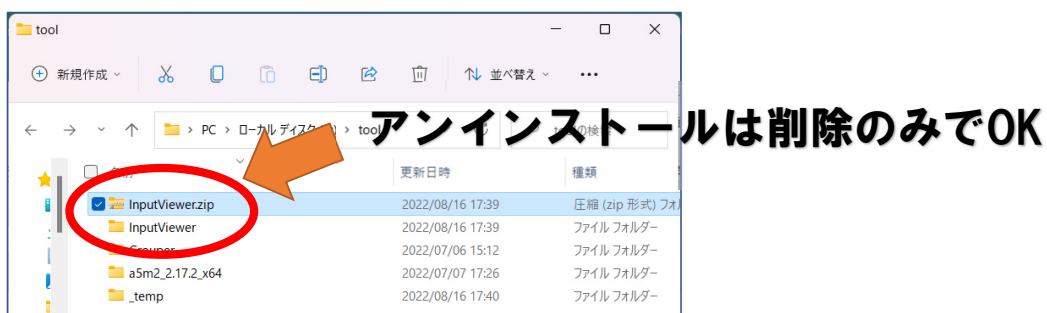 tool
新規作成
並べ替え
PC > ローカル ディスク > tool
アンインストールは削除のみでOK
更新日時
種類
InputViewer.zip
2022/08/16 17:39
圧縮 (zip 形式) フォル
InputViewer
2022/08/16 17:39
ファイル フォルダー
Grouper
2022/07/06 15:12
ファイル フォルダー
a5m2_2.17.2_x64
2022/07/07 17:26
ファイル フォルダー
_temp
2022/08/16 17:40
ファイル フォルダー